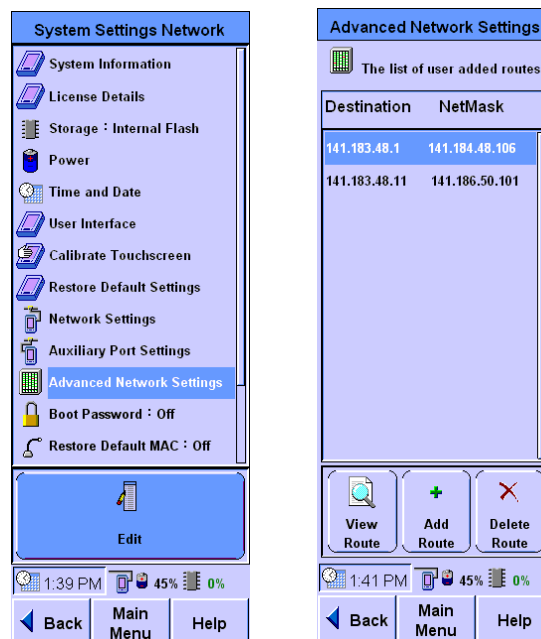 System Settings Network
System Information
License Details
Storage : Internal Flash
Power
Time and Date
User Interface
Calibrate Touchscreen
Restore Default Settings
Network Settings
Auxiliary Port Settings
Advanced Network Settings
Boot Password : Off
Restore Default MAC : Off
Edit
1:39 PM 45% 0%
Back
Main
Menu
Help
Advanced Network Settings
The list of user added routes
Destination NetMask
141.183.48.1 141.184.48.106
141.183.48.11 141.186.50.101
View
Route
Add
Route
Delete
Route
1:41 PM 45% 0%
Back
Main
Menu
Help